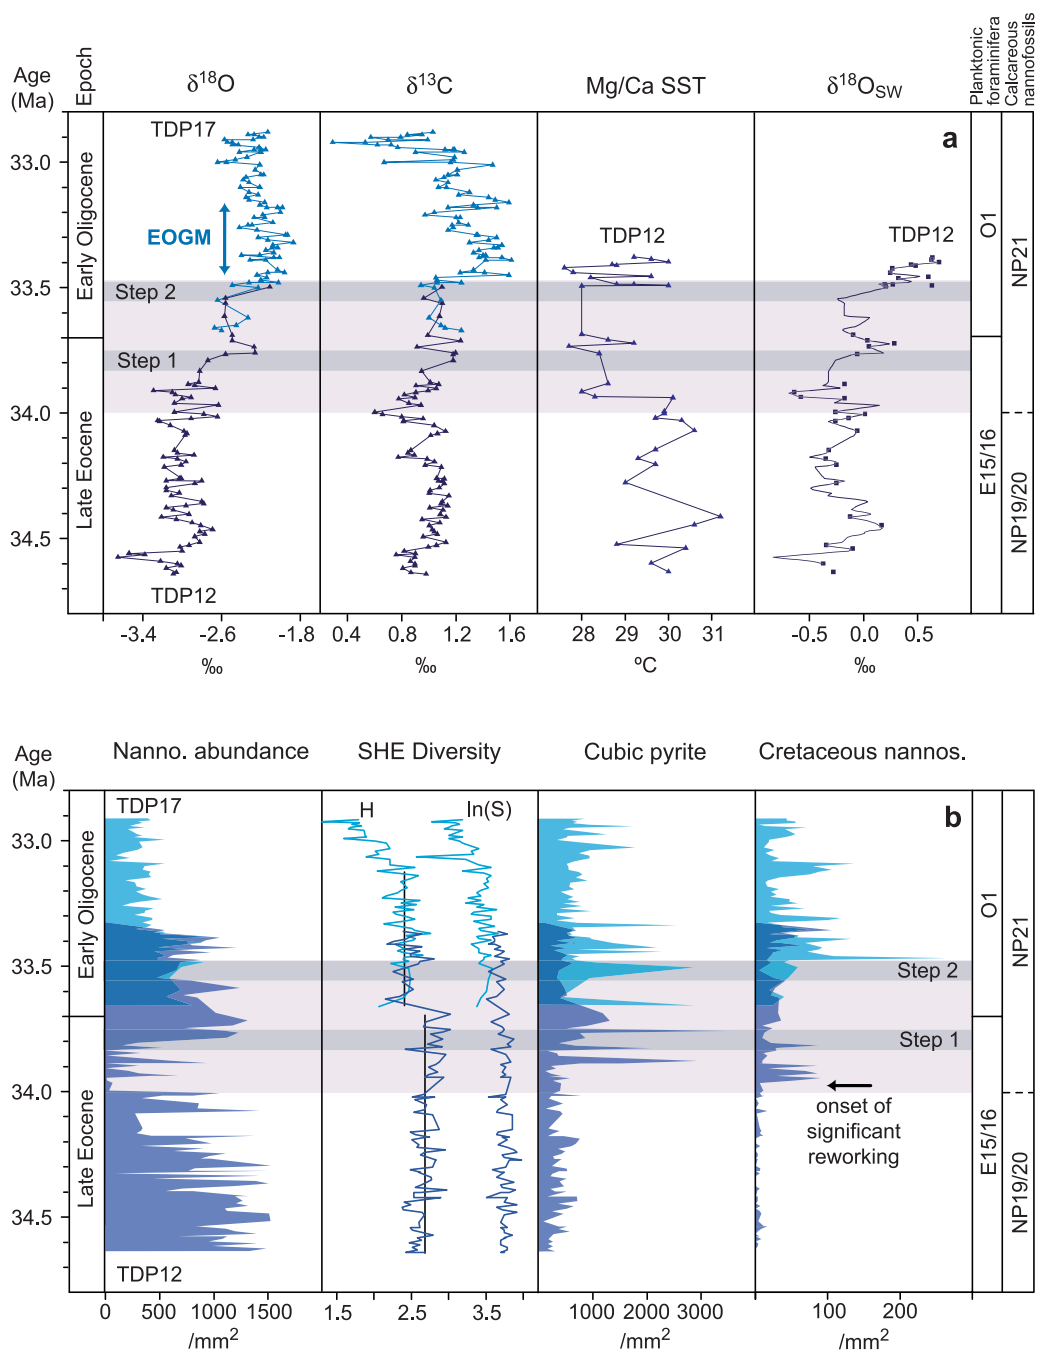 Age
(Ma)
Epoch
δ18O
δ13C
Mg/Ca SST
δ18OSW
Planktonic
foraminifera
Calcareous
nannofossils
TDP17
a
33.0
Early Oligocene
EOGM
TDP12
TDP12
O1
NP21
33.5
Step 2
Step 1
34.0
Late Eocene
E15/16
NP19/20
34.5
TDP12
-3.4
-2.6
-1.8
0.4
0.8
1.2
1.6
28
29
30
31
-0.5
0.0
0.5
‰
‰
ºC
‰
Age
(Ma)
Nanno. abundance
SHE Diversity
Cubic pyrite
Cretaceous nannos.
TDP17
H
ln(S)
b
33.0
Early Oligocene
O1
NP21
33.5
Step 2
Step 1
34.0
onset of
significant
reworking
Late Eocene
E15/16
NP19/20
34.5
TDP12
0
500
1000
1500
1.5
2.5
3.5
1000
2000
3000
100
200
/mm2
/mm2
/mm2